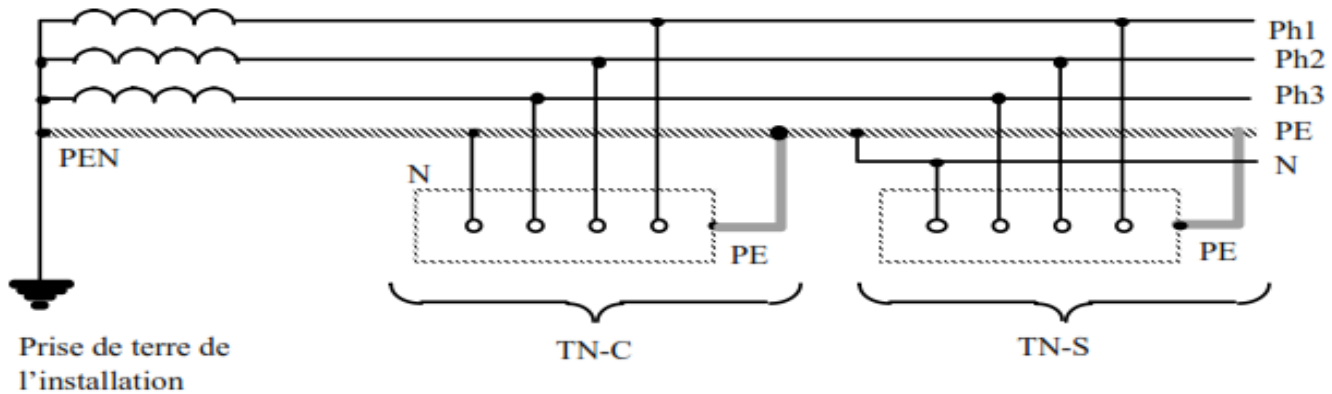 Ph1
Ph2
Ph3
PE
PEN
N
N
PE
PE
TN-C
TN-S
Prise de terre de
l'installation